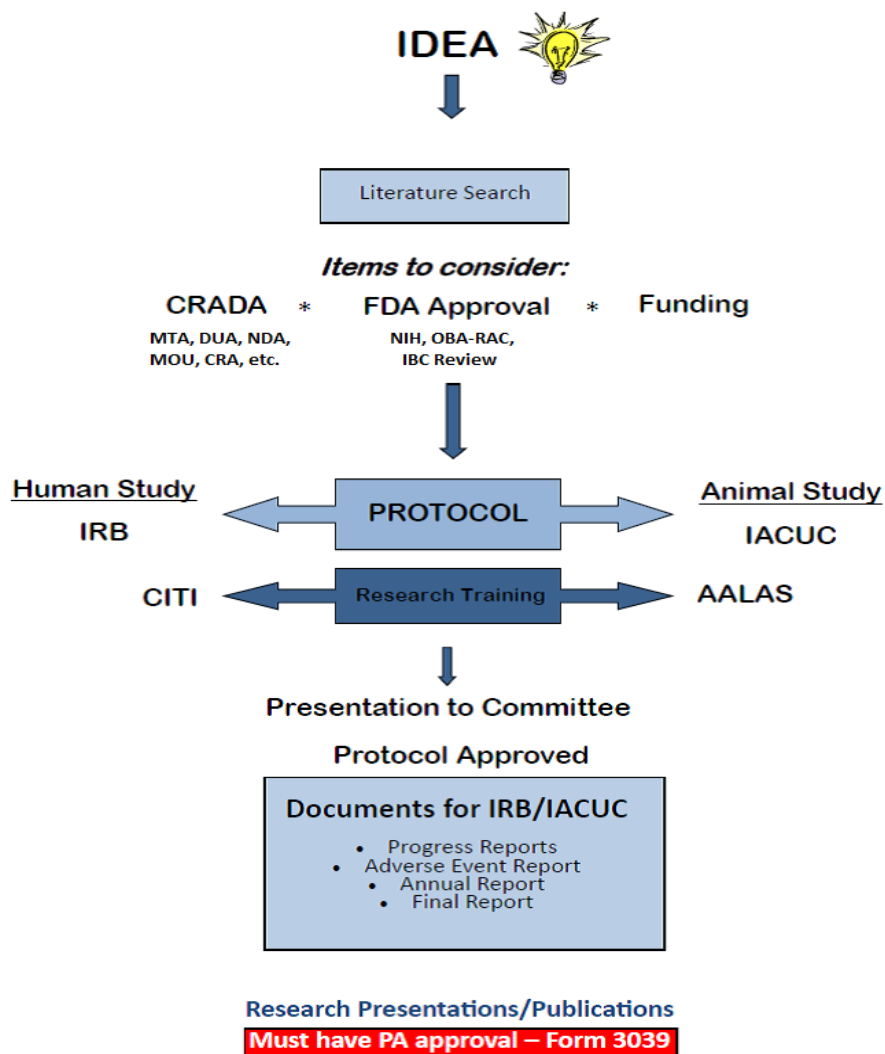 IDEA
Literature Search
Items to consider:
CRADA * FDA Approval * Funding
MTA, DUA, NDA,
MOU, CRA, etc.
NIH, OBA-RAC,
IBC Review
Human Study
IRB
PROTOCOL
Animal Study
IACUC
CITI
Research Training
AALAS
Presentation to Committee
Protocol Approved
Documents for IRB/IACUC
• Progress Reports
• Adverse Event Report
• Annual Report
• Final Report
Research Presentations/Publications
Must have PA approval – Form 3039